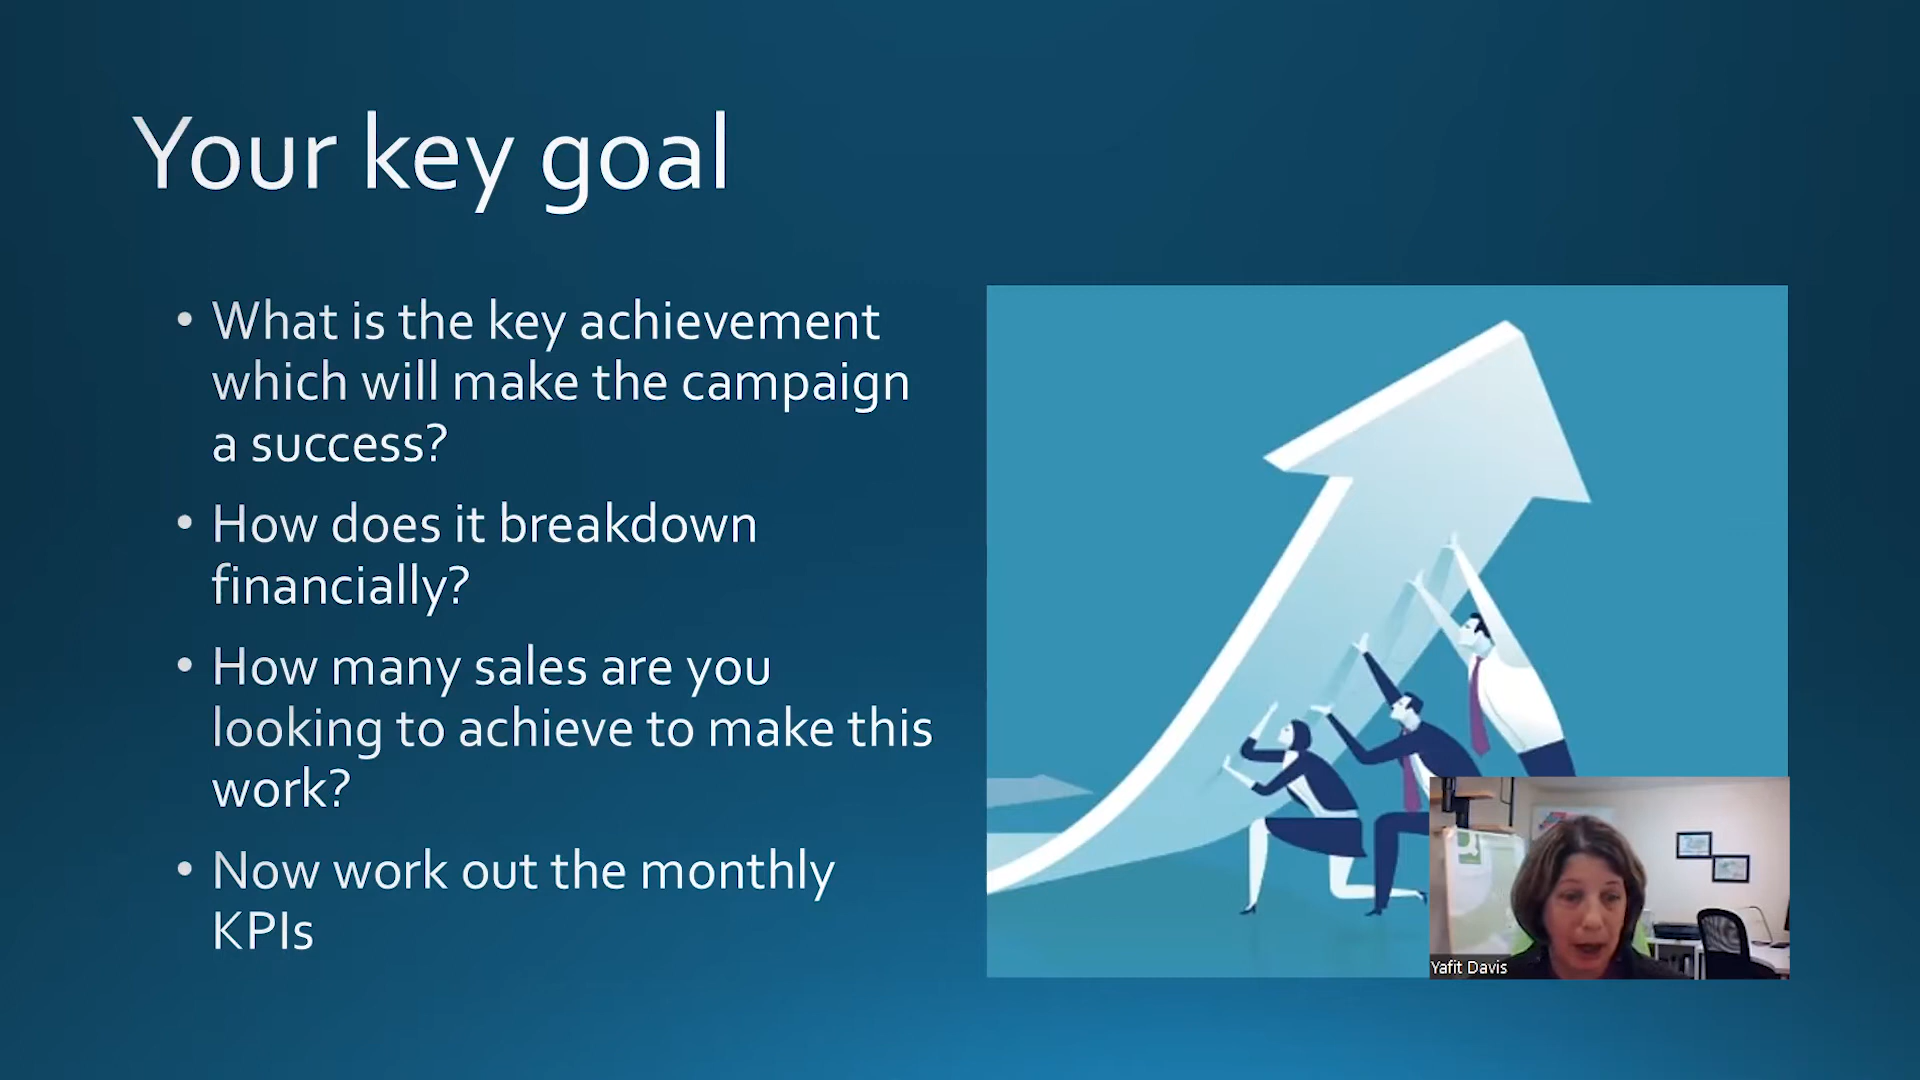 Your key goal
• What is the key achievement
which will make the campaign
a success?
• How does it breakdown
financially?
• How many sales are you
looking to achieve to make this
work?
• Now work out the monthly
KPIs
Yafit Davis